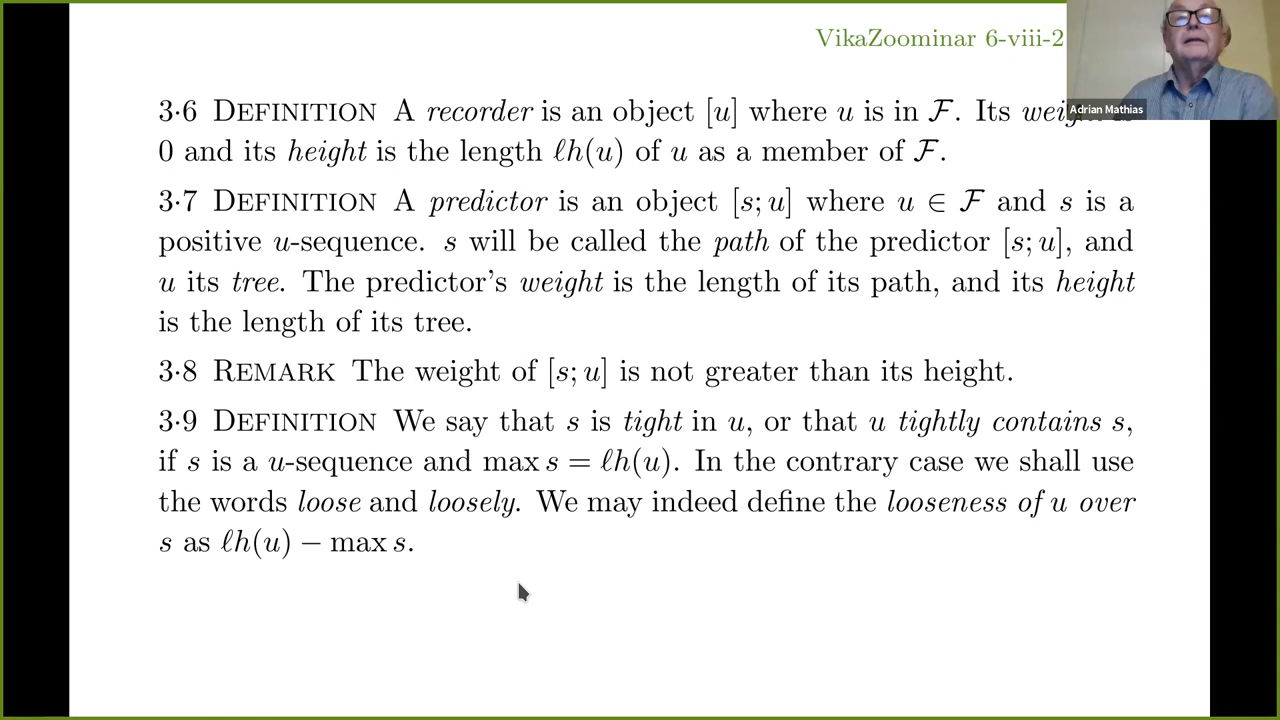 VikaZoominar 6-viii-2
Adrian Mathias
3·6 DEFINITION A recorder is an object [u] where u is in ℱ. Its
0 and its height is the length ℓh(u) of u as a member of ℱ.
3·7 DEFINITION A predictor is an object [s; u] where u ∈ ℱ and s is a
positive u-sequence. s will be called the path of the predictor [s; u], and
u its tree. The predictor's weight is the length of its path, and its height
is the length of its tree.
3·8 REMARK The weight of [s; u] is not greater than its height.
3·9 DEFINITION We say that s is tight in u, or that u tightly contains s,
if s is a u-sequence and max s = ℓh(u). In the contrary case we shall use
the words loose and loosely. We may indeed define the looseness of u over
s as ℓh(u) − max s.